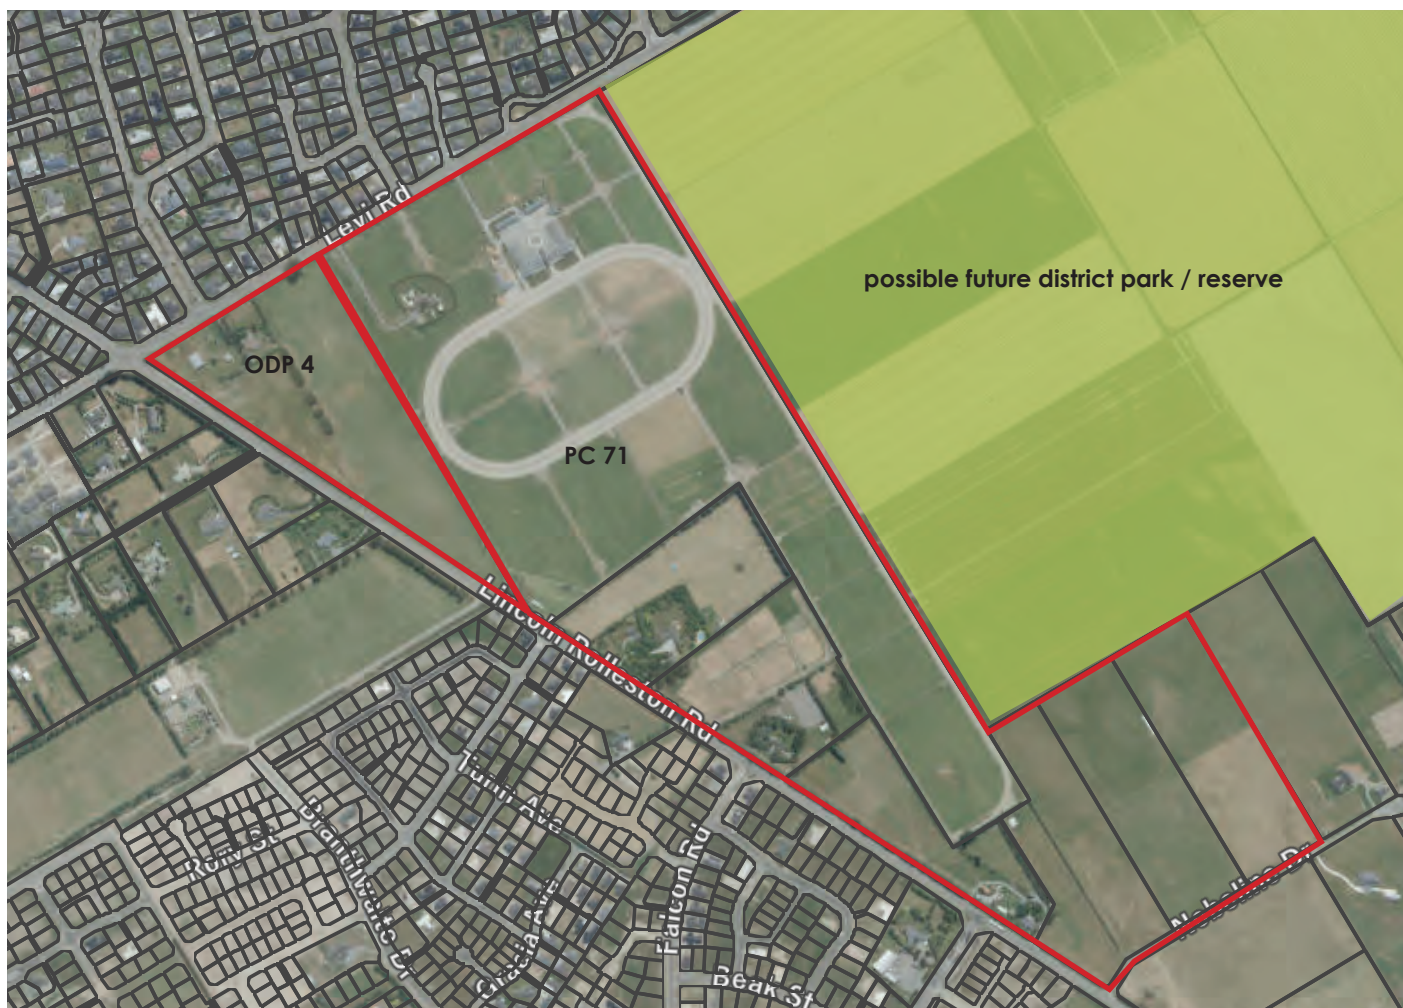 Levi Rd
possible future district park / reserve
ODP 4
PC 71
Lincoln Rolleston Rd
Falcon Rd
Gracia Ave
Beak St